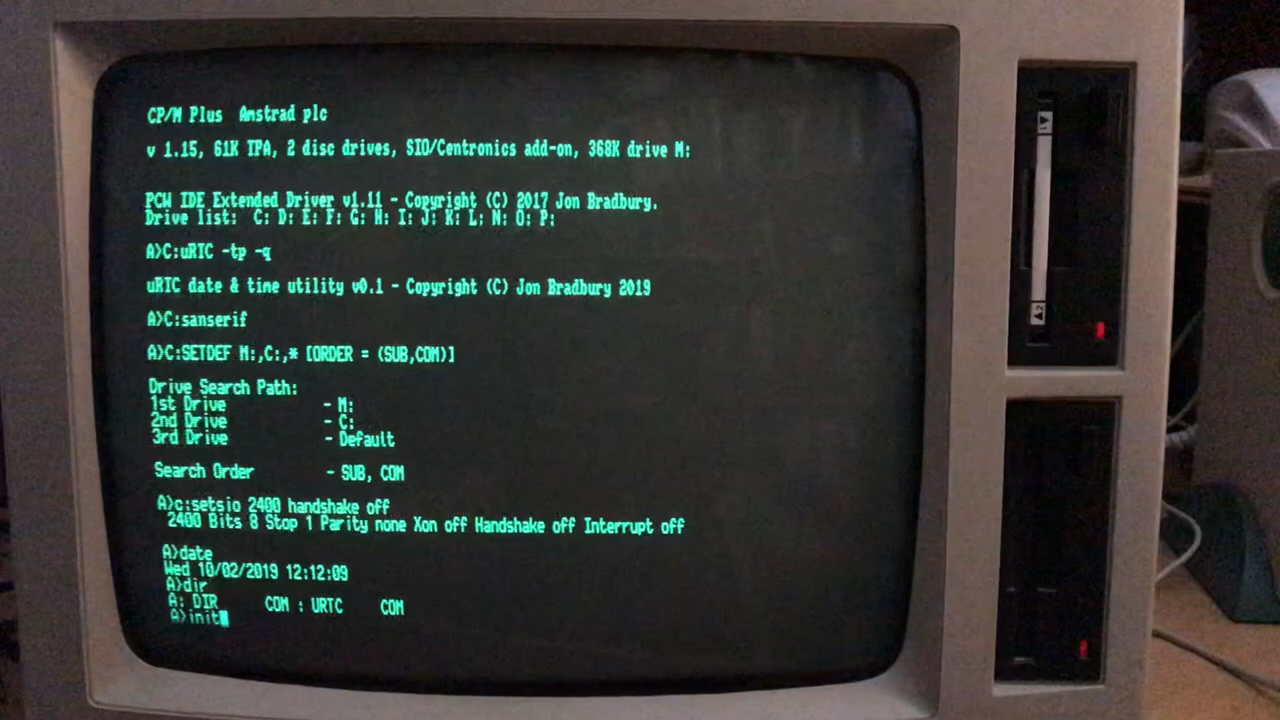 CP/M Plus  Amstrad plc
v 1.15, 61K TPA, 2 disc drives, SIO/Centronics add-on, 368K drive M:
PCW IDE Extended Driver v1.11 - Copyright (C) 2017 Jon Bradbury.
Drive list:  C: D: E: F: G: H: I: J: K: L: N: O: P:
A>C:uRTC -tp -q
uRTC date & time utility v0.1 - Copyright (C) Jon Bradbury 2019
A>C:sanserif
A>C:SETDEF M:,C:,* [ORDER = (SUB,COM)]
Drive Search Path:
1st Drive - M:
2nd Drive - C:
3rd Drive - Default
Search Order - SUB, COM
A>c:setsio 2400 handshake off
2400 Bits 8 Stop 1 Parity none Xon off Handshake off Interrupt off
A>date
Wed 10/02/2019 12:12:09
A>dir
A: DIR COM : URTC COM
A>init
1
2